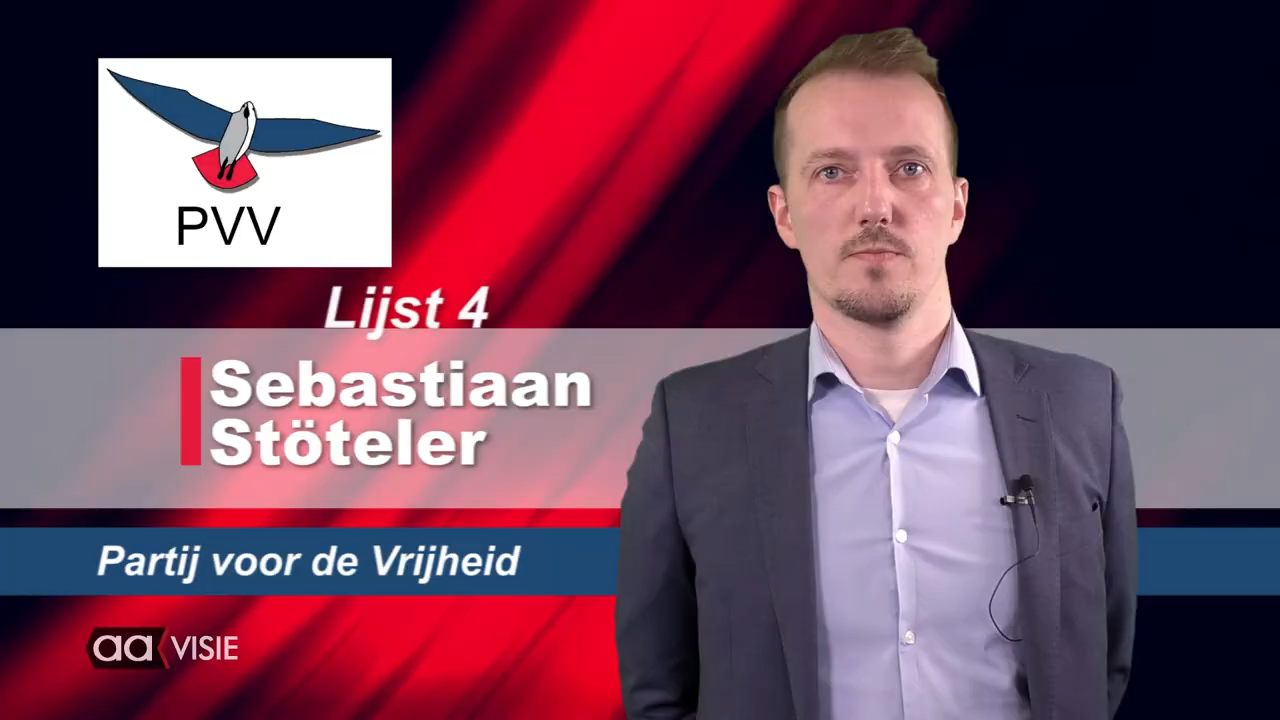 PVV
Lijst 4
Sebastiaan
Stöteler
Partij voor de Vrijheid
aa VISIE